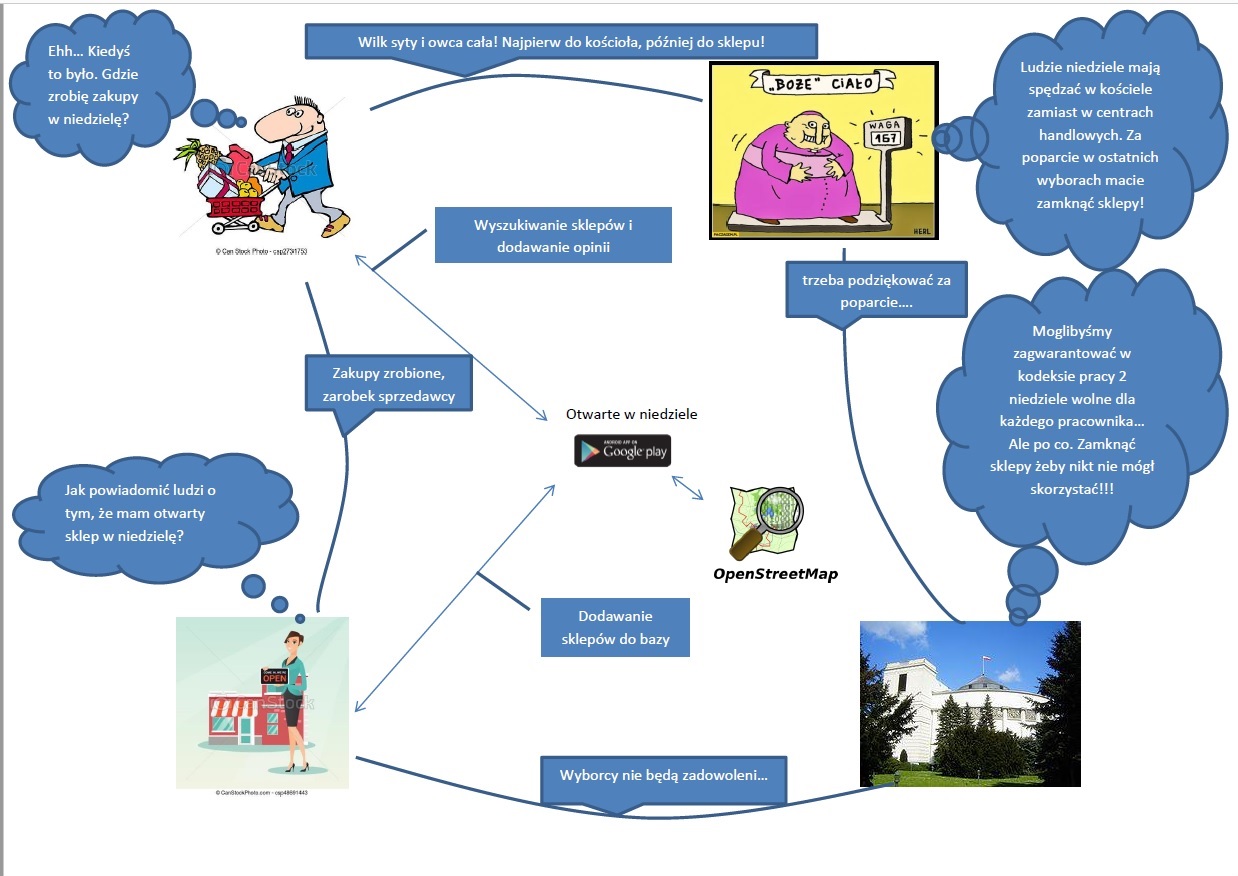 Ehh... Kiedyś
to było. Gdzie
zrobię zakupy
w niedzielę?
Wilk syty i owca cała! Najpierw do kościoła, później do sklepu!
„BOŻE” CIAŁO
WAGA
167
HERL
Ludzie niedziele mają
spędzać w kościele
zamiast w centrach
handlowych. Za
poparcie w ostatnich
wyborach macie
zamknąć sklepy!
© Can Stock Photo - csp27341753
Wyszukiwanie sklepów i
dodawanie opinii
trzeba podziękować za
poparcie....
Moglibyśmy
zagwarantować w
kodeksie pracy 2
niedziele wolne dla
każdego pracownika...
Ale po co. Zamknąć
sklepy żeby nikt nie mógł
skorzystać!!!
Zakupy zrobione,
zarobek sprzedawcy
Otwarte w niedziele
ANDROID APP ON
Google play
OpenStreetMap
Jak powiadomić ludzi o
tym, że mam otwarty
sklep w niedzielę?
Dodawanie
sklepów do bazy
OPEN
CanStock
© CanStockPhoto.com - csp48691443
Wyborcy nie będą zadowoleni...